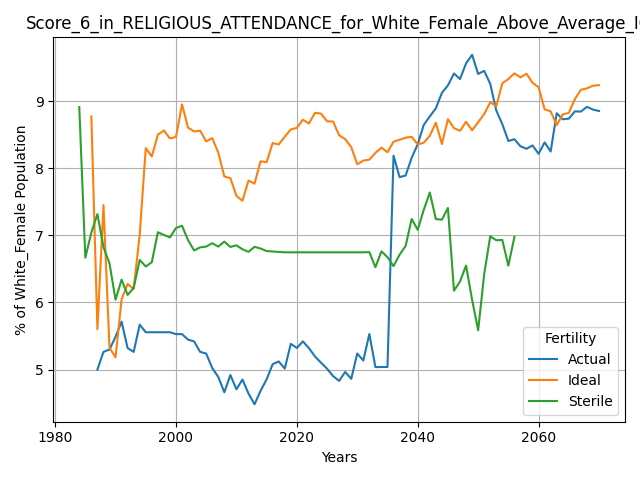 Score_6_in_RELIGIOUS_ATTENDANCE_for_White_Female_Above_Average_I
% of White_Female Population
9
8
7
6
5
1980 2000 2020 2040 2060
Years
Fertility
Actual
Ideal
Sterile